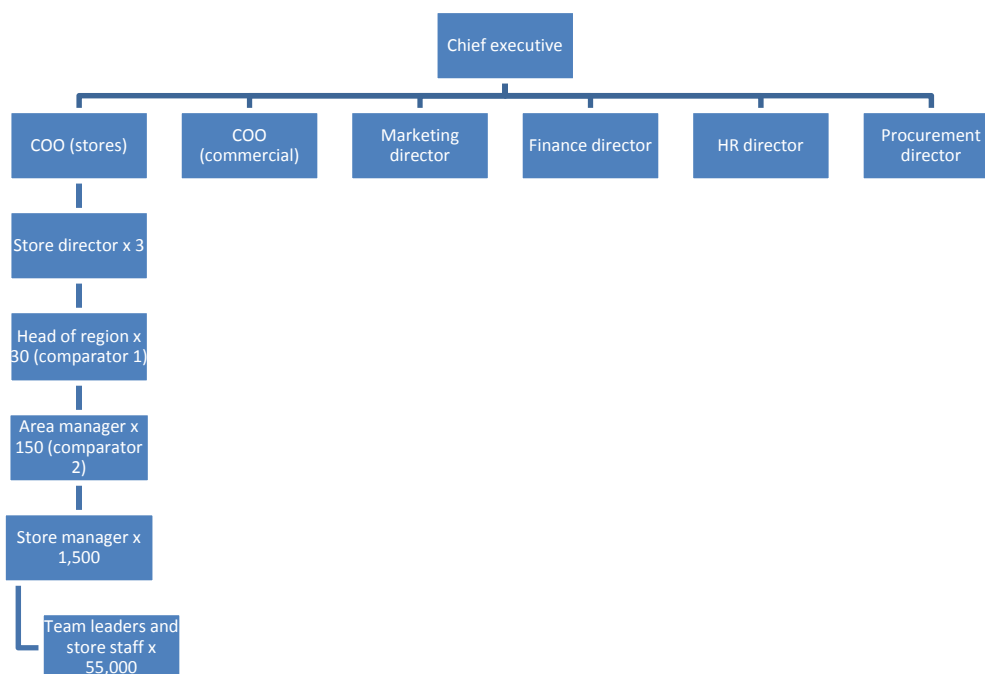 Chief executive
COO (stores)
COO
(commercial)
Marketing
director
Finance director
HR director
Procurement
director
Store director x 3
Head of region x
30 (comparator 1)
Area manager x
150 (comparator
2)
Store manager x
1,500
Team leaders and
store staff x
55,000